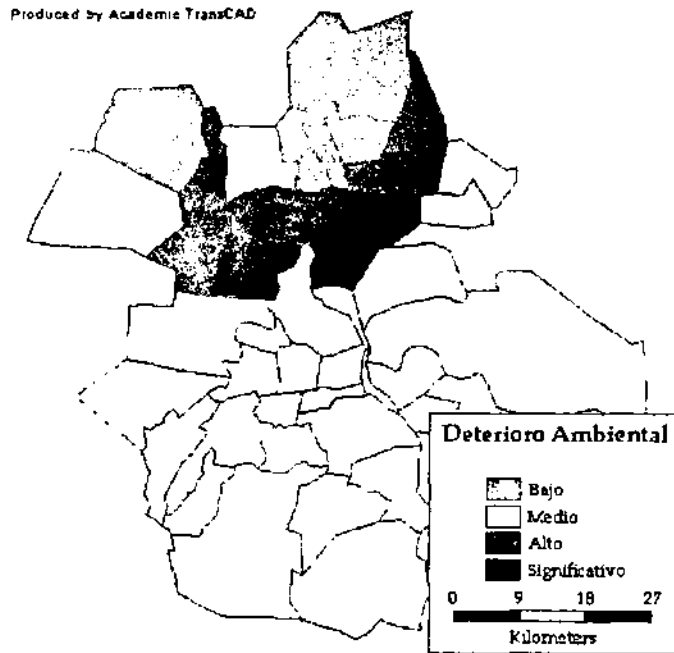 Produced by Academic TransCAD
Deterioro Ambiental
Bajo
Medio
Alto
Significativo
0 9 18 27
Kilometers